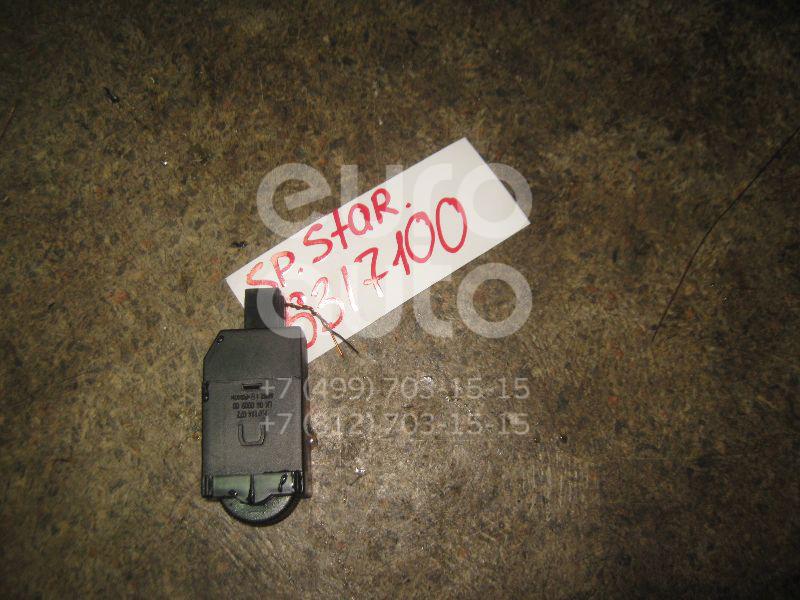 SP. StaR.
8317100
euro
auto
+7 (499) 703-15-15
+7 (812) 703-15-15